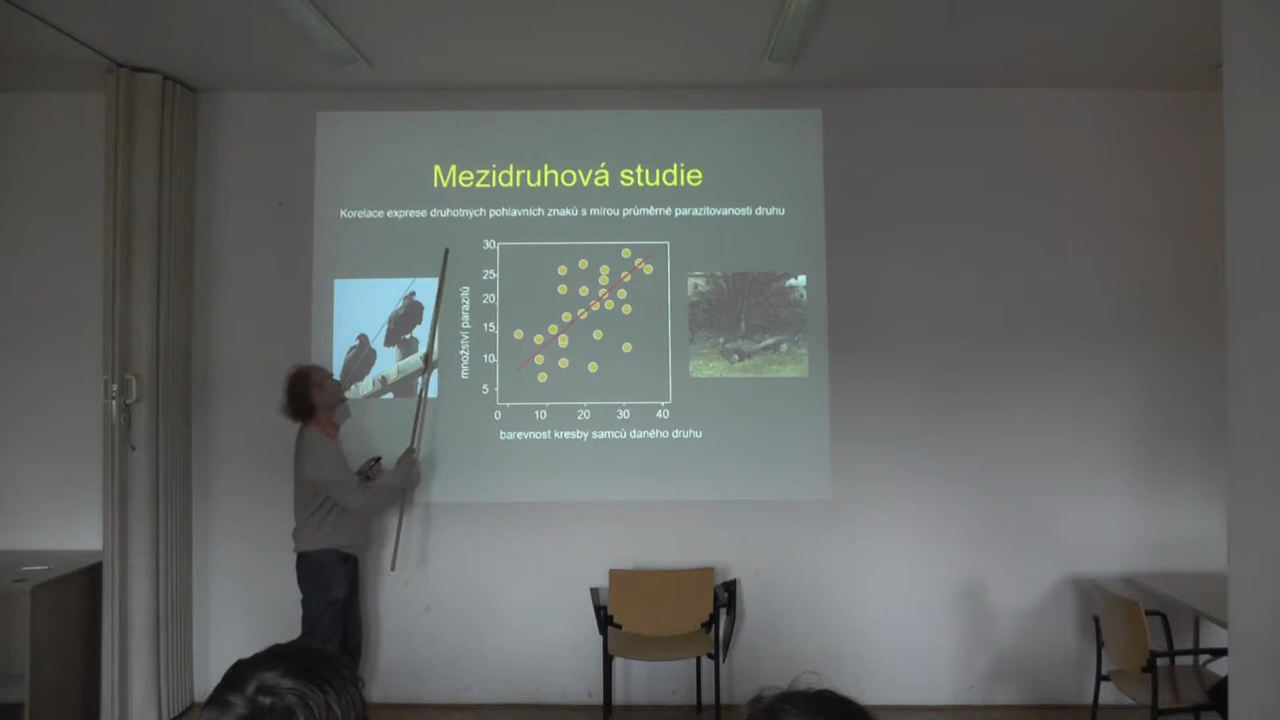 Mezidruhová studie
Korelace exprese druhotných pohlavních znaků s mírou průměrné parazitovanosti druhu
30
25
20
15
10
5
množství parazitů
0 10 20 30 40
barevnost kresby samců daného druhu